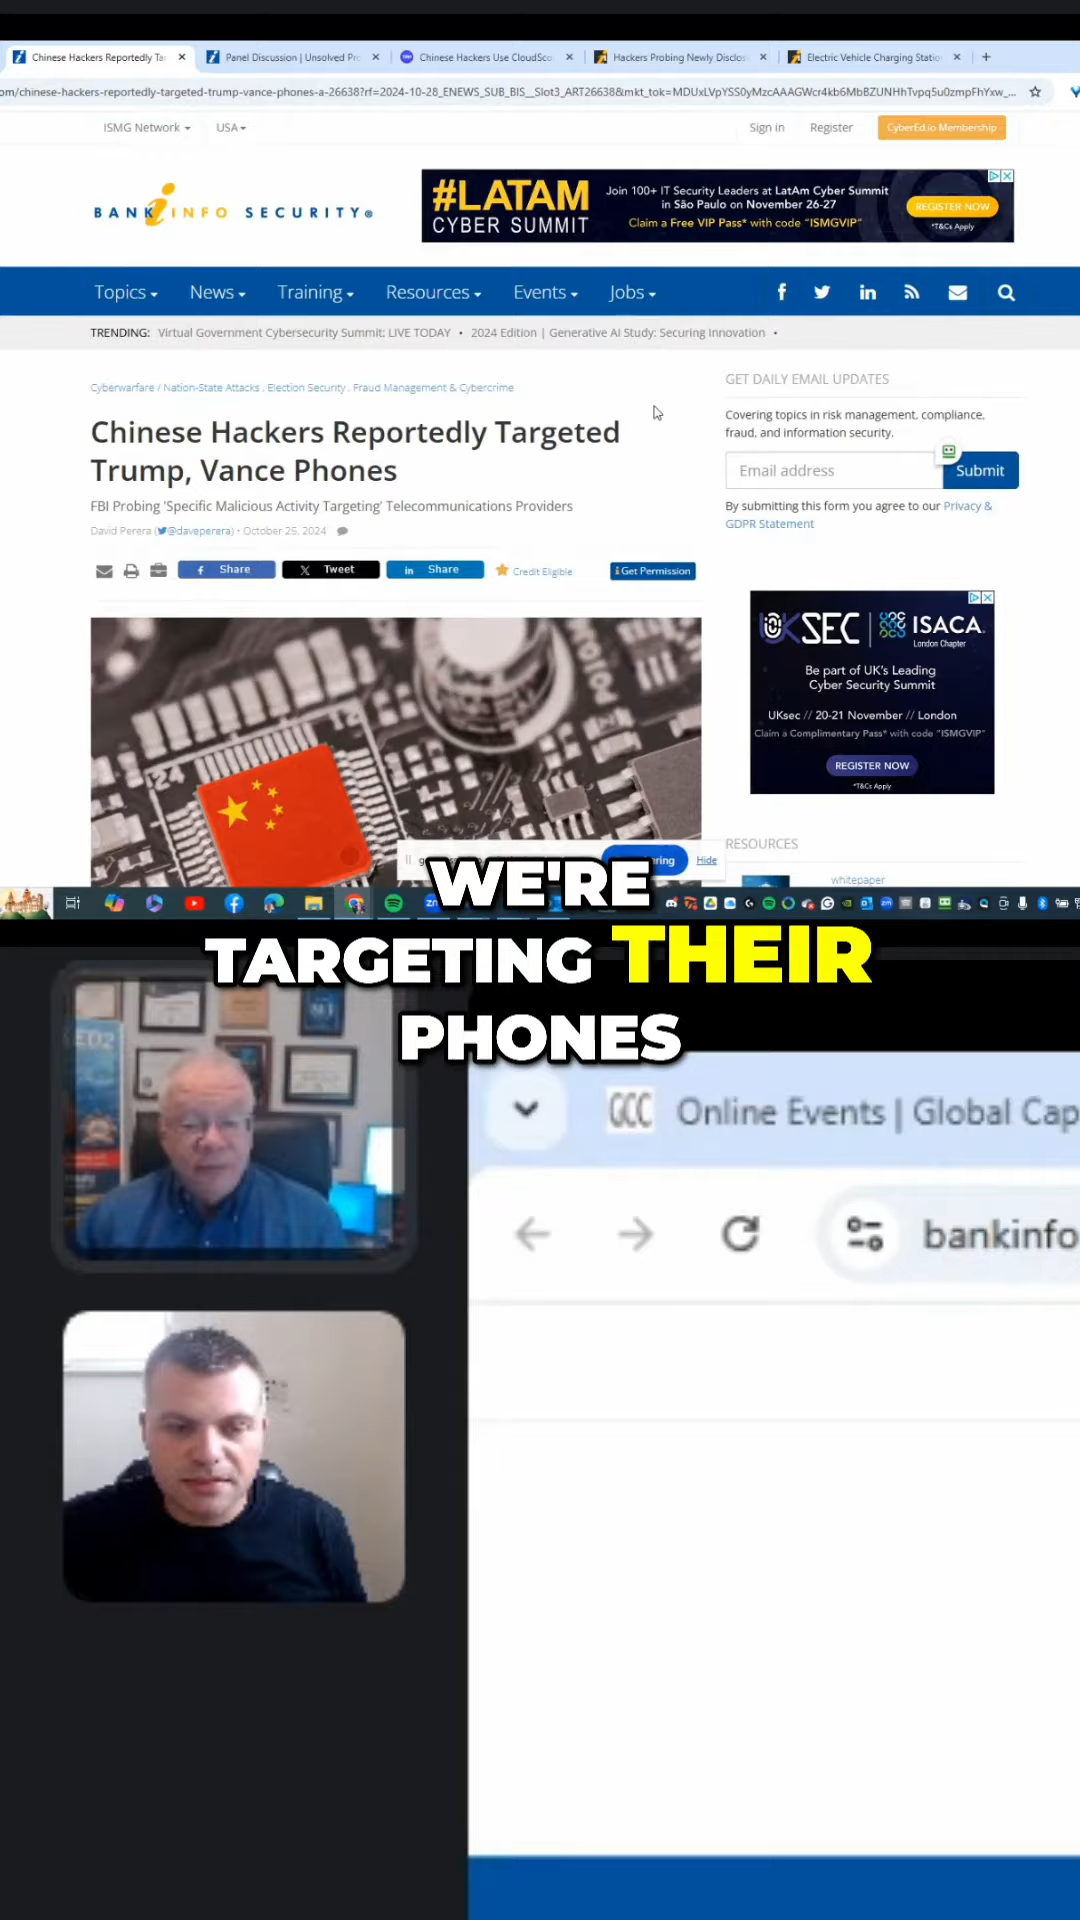 Chinese Hackers Reportedly Tar
Panel Discussion | Unsolved Pr
Chinese Hackers Use CloudSco
Hackers Probing Newly Disclos
Electric Vehicle Charging Statio
ISMG Network
USA
Sign in
Register
CyberEd.io Membership
BANK INFO SECURITY®
#LATAM
CYBER SUMMIT
Join 100+ IT Security Leaders at LatAm Cyber Summit
in São Paulo on November 26-27
Claim a Free VIP Pass* with code "ISMGVIP"
REGISTER NOW
*T&Cs Apply
Topics
News
Training
Resources
Events
Jobs
TRENDING: Virtual Government Cybersecurity Summit: LIVE TODAY • 2024 Edition | Generative AI Study: Securing Innovation •
Cyberwarfare / Nation-State Attacks , Election Security , Fraud Management & Cybercrime
Chinese Hackers Reportedly Targeted
Trump, Vance Phones
FBI Probing 'Specific Malicious Activity Targeting' Telecommunications Providers
David Perera (@daveperera) • October 25, 2024
Share
Tweet
Share
Credit Eligible
Get Permission
GET DAILY EMAIL UPDATES
Covering topics in risk management, compliance,
fraud, and information security.
Email address
Submit
By submitting this form you agree to our Privacy &
GDPR Statement
UKSEC
ISACA.
London Chapter
Be part of UK's Leading
Cyber Security Summit
UKsec // 20-21 November // London
Claim a Complimentary Pass* with code "ISMGVIP"
REGISTER NOW
*T&Cs Apply
RESOURCES
whitepaper
Hide
WE'RE
TARGETING THEIR
PHONES
GCC Online Events | Global Cap
bankinfo